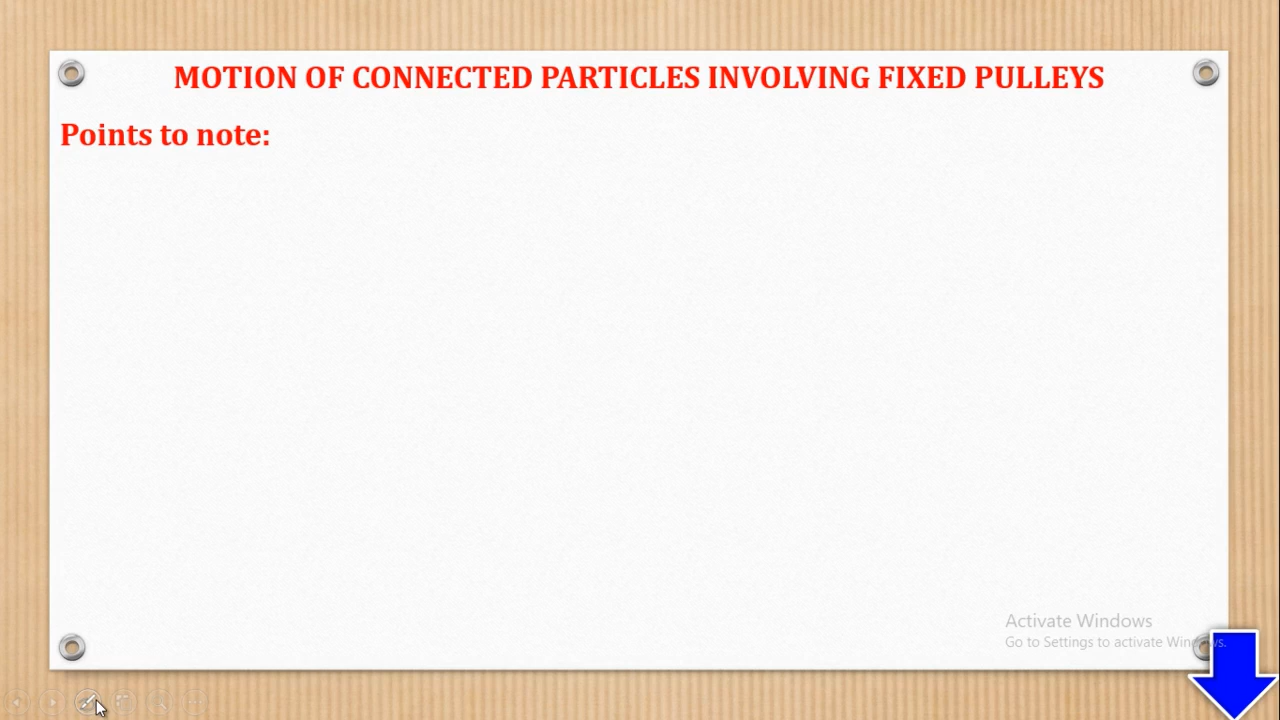 MOTION OF CONNECTED PARTICLES INVOLVING FIXED PULLEYS
Points to note:
Activate Windows
Go to Settings to activate Windows.